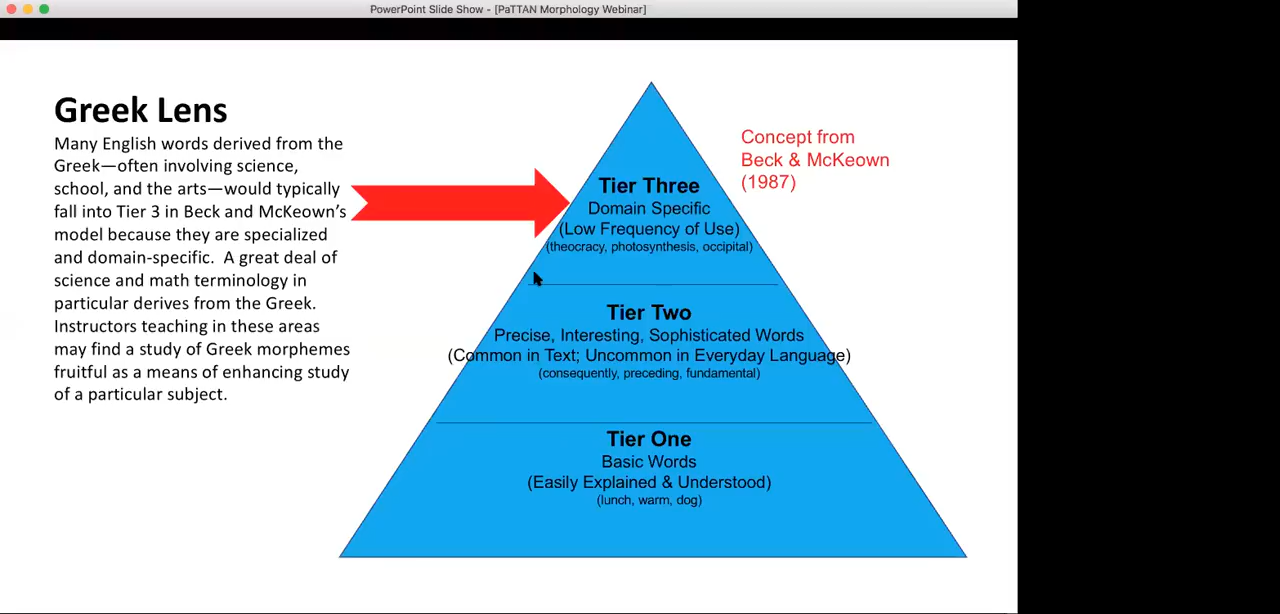 PowerPoint Slide Show - [PaTTAN Morphology Webinar]
Greek Lens
Many English words derived from the
Greek—often involving science,
school, and the arts—would typically
fall into Tier 3 in Beck and McKeown’s
model because they are specialized
and domain-specific.  A great deal of
science and math terminology in
particular derives from the Greek.
Instructors teaching in these areas
may find a study of Greek morphemes
fruitful as a means of enhancing study
of a particular subject.
Concept from
Beck & McKeown
(1987)
Tier Three
Domain Specific
(Low Frequency of Use)
(theocracy, photosynthesis, occipital)
Tier Two
Precise, Interesting, Sophisticated Words
(Common in Text; Uncommon in Everyday Language)
(consequently, preceding, fundamental)
Tier One
Basic Words
(Easily Explained & Understood)
(lunch, warm, dog)